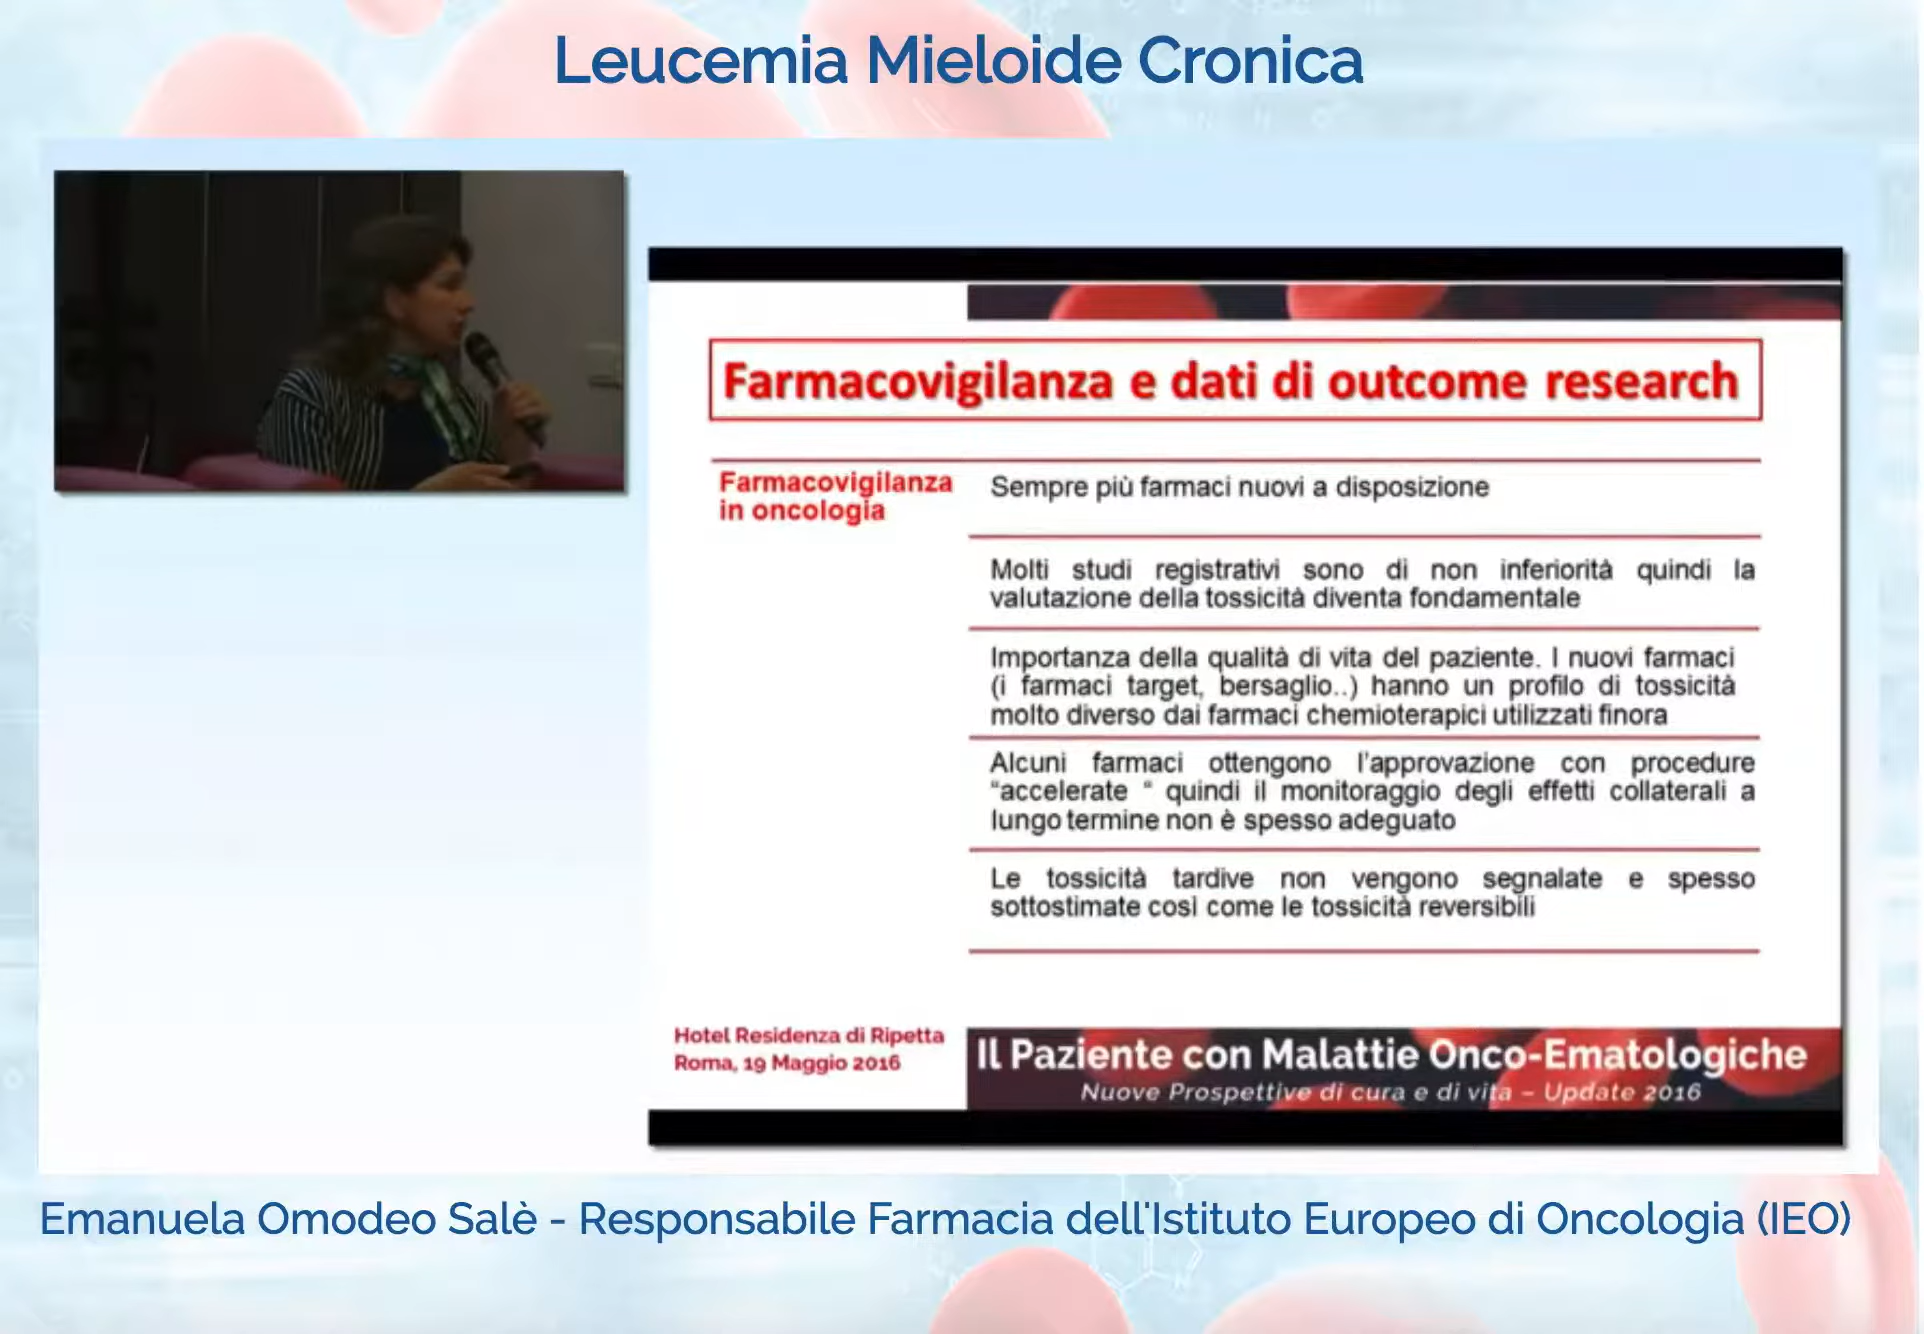 Leucemia Mieloide Cronica
Farmacovigilanza e dati di outcome research
Farmacovigilanza
in oncologia
Sempre più farmaci nuovi a disposizione
Molti studi registrativi sono di non inferiorità quindi la
valutazione della tossicità diventa fondamentale
Importanza della qualità di vita del paziente. I nuovi farmaci
(i farmaci target, bersaglio..) hanno un profilo di tossicità
molto diverso dai farmaci chemioterapici utilizzati finora
Alcuni farmaci ottengono l'approvazione con procedure
“accelerate “ quindi il monitoraggio degli effetti collaterali a
lungo termine non è spesso adeguato
Le tossicità tardive non vengono segnalate e spesso
sottostimate così come le tossicità reversibili
Hotel Residenza di Ripetta
Roma, 19 Maggio 2016
Il Paziente con Malattie Onco-Ematologiche
Nuove Prospettive di cura e di vita – Update 2016
Emanuela Omodeo Salè - Responsabile Farmacia dell'Istituto Europeo di Oncologia (IEO)